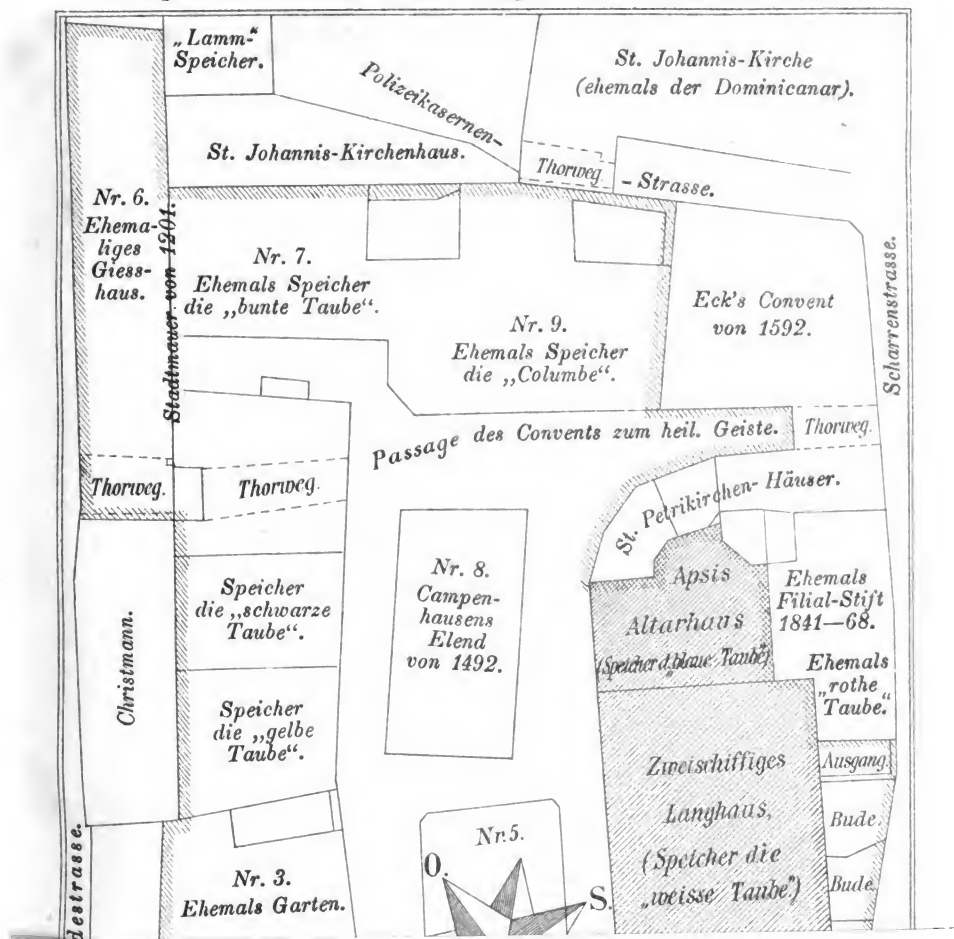 „Lamm“-
Speicher.
Polizeikasernen-
St. Johannis-Kirche
(ehemals der Dominicanar).
St. Johannis-Kirchenhaus.
Thorweg.
-Strasse.
Nr. 6.
Ehema-
liges
Giess-
haus.
Stadtmauer von 1201.
Nr. 7.
Ehemals Speicher
die „bunte Taube“.
Nr. 9.
Ehemals Speicher
die „Columbe“.
Eck's Convent
von 1592.
Scharrenstrasse.
Passage des Convents zum heil. Geiste.
Thorweg.
Thorweg.
Thorweg.
St. Petrikirchen-Häuser.
Nr. 8.
Campen-
hausens
Elend
von 1492.
Apsis
Altarhaus
(Speicher d. „blaue Taube“)
Ehemals
Filial-Stift
1841—68.
Ehemals
„rothe
Taube.“
Speicher
die „schwarze
Taube“.
Christmann.
Speicher
die „gelbe
Taube“.
Zweischiffiges
Langhaus,
(Speicher die
„weisse Taube“)
Ausgang.
Bude.
Bude.
Nr. 5.
O.
S.
Nr. 3.
Ehemals Garten.
destrasse.